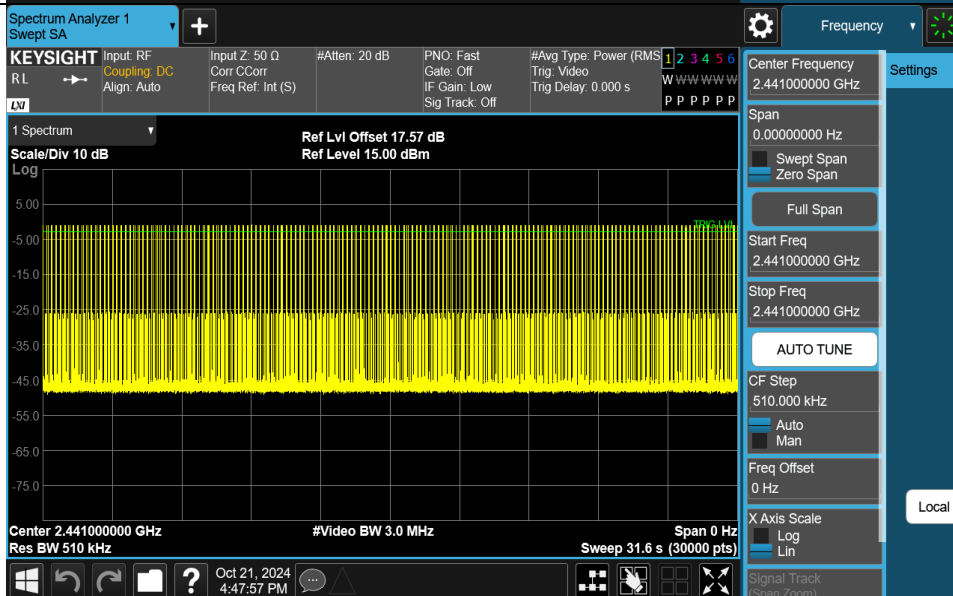 Spectrum Analyzer 1
Swept SA
+
Frequency
KEYSIGHT
RL
LXI
Input: RF
Coupling: DC
Align: Auto
Input Z: 50 Ω
Corr CCorr
Freq Ref: Int (S)
#Atten: 20 dB
PNO: Fast
Gate: Off
IF Gain: Low
Sig Track: Off
#Avg Type: Power (RMS
Trig: Video
Trig Delay: 0.000 s
1 2 3 4 5 6
W W W W W W
P P P P P P
1 Spectrum
Scale/Div 10 dB
Ref Lvl Offset 17.57 dB
Ref Level 15.00 dBm
Log
TRIG LVL
5.00
-5.00
-15.0
-25.0
-35.0
-45.0
-55.0
-65.0
-75.0
Center 2.441000000 GHz
#Video BW 3.0 MHz
Span 0 Hz
Res BW 510 kHz
Sweep 31.6 s (30000 pts)
Oct 21, 2024
4:47:57 PM
?
Center Frequency
2.441000000 GHz
Settings
Span
0.00000000 Hz
Swept Span
Zero Span
Full Span
Start Freq
2.441000000 GHz
Stop Freq
2.441000000 GHz
AUTO TUNE
CF Step
510.000 kHz
Auto
Man
Freq Offset
0 Hz
Local
X Axis Scale
Log
Lin
Signal Track
(Span Zoom)